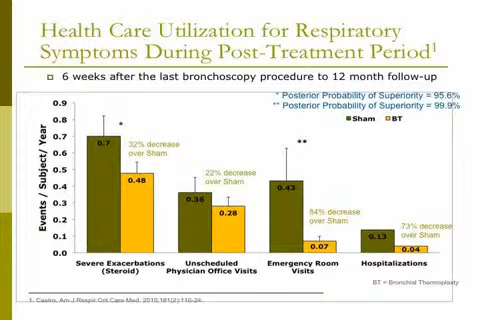 Health Care Utilization for Respiratory
Symptoms During Post-Treatment Period1
6 weeks after the last bronchoscopy procedure to 12 month follow-up
* Posterior Probability of Superiority = 95.6%
** Posterior Probability of Superiority = 99.9%
Sham BT
Events / Subject/ Year
0.9
0.8
0.7
0.6
0.5
0.4
0.3
0.2
0.1
0.0
*
**
32% decrease
over Sham
22% decrease
over Sham
84% decrease
over Sham
73% decrease
over Sham
0.7
0.48
0.36
0.28
0.43
0.07
0.13
0.04
Severe Exacerbations
(Steroid)
Unscheduled
Physician Office Visits
Emergency Room
Visits
Hospitalizations
BT = Bronchial Thermoplasty
1. Castro, Am J Respir Crit Care Med. 2010;181(2):116-24.